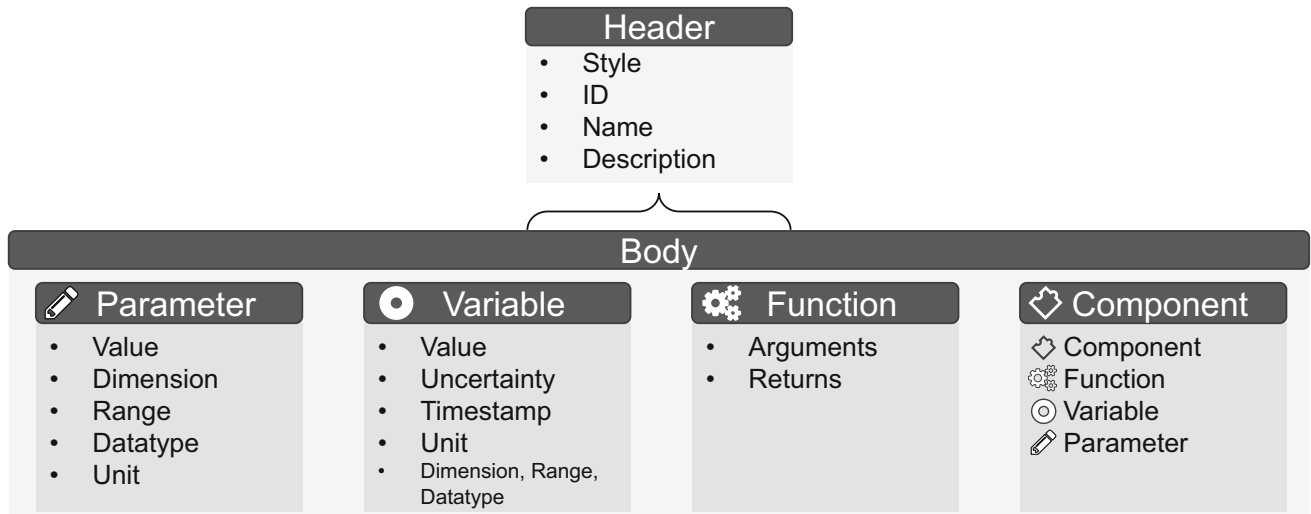 Header
• Style
• ID
• Name
• Description
Body
Parameter
• Value
• Dimension
• Range
• Datatype
• Unit
Variable
• Value
• Uncertainty
• Timestamp
• Unit
• Dimension, Range,
Datatype
Function
• Arguments
• Returns
Component
Component
Function
Variable
Parameter